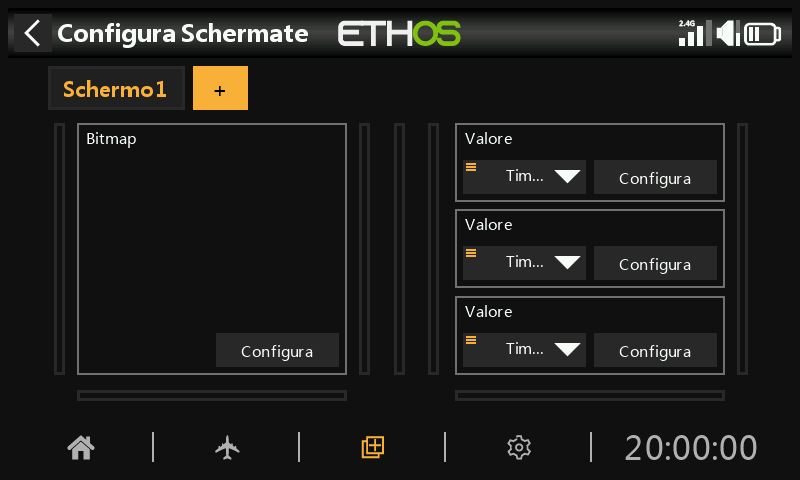 Configura Schermate
ETHOS
2.4G
Schermo1
+
Bitmap
Configura
Valore
Tim...
Configura
Valore
Tim...
Configura
Valore
Tim...
Configura
20:00:00